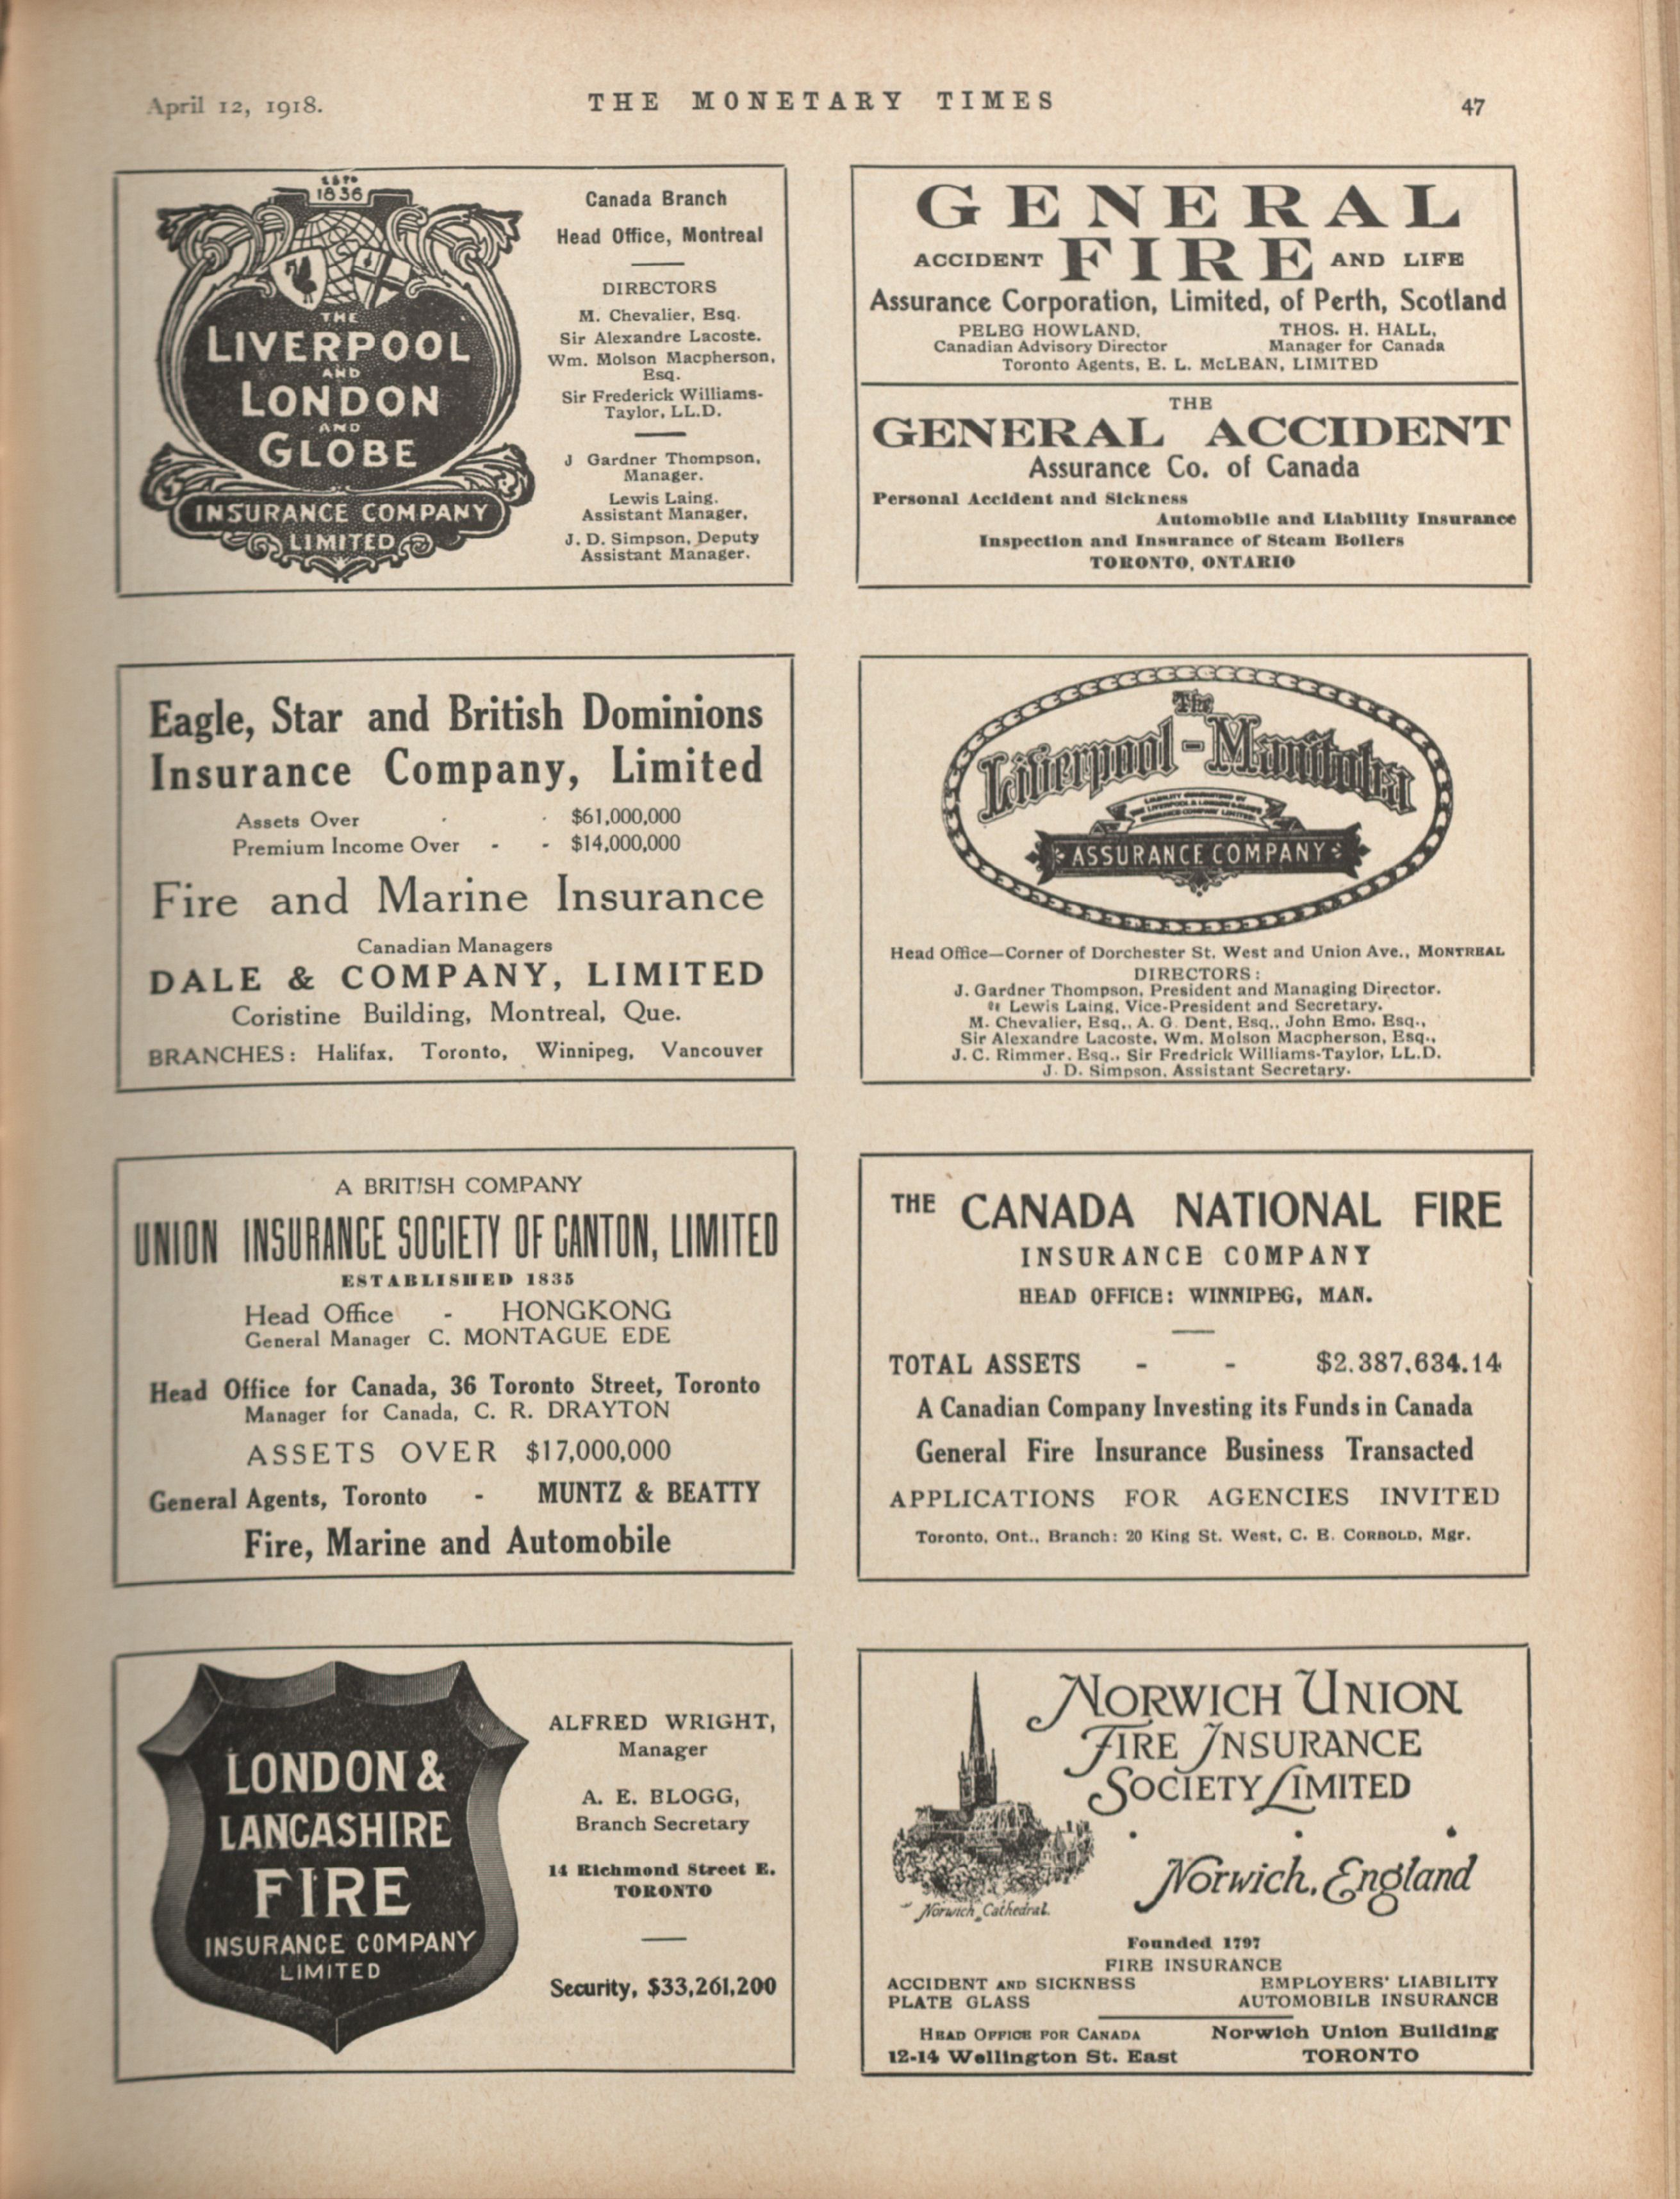 April 12, 1918.
THE MONETARY TIMES
47
ESTD
1836
THE
LIVERPOOL
AND
LONDON
AND
GLOBE
INSURANCE COMPANY
LIMITED
Canada Branch
Head Office, Montreal
DIRECTORS
M. Chevalier, Esq.
Sir Alexandre Lacoste.
Wm. Molson Macpherson,
Esq.
Sir Frederick Williams-
Taylor, LL.D.
J Gardner Thompson,
Manager.
Lewis Laing,
Assistant Manager,
J. D. Simpson, Deputy
Assistant Manager.
GENERAL
ACCIDENT FIRE AND LIFE
Assurance Corporation, Limited, of Perth, Scotland
PELEG HOWLAND, THOS. H. HALL,
Canadian Advisory Director Manager for Canada
Toronto Agents, E. L. McLEAN, LIMITED
THE
GENERAL ACCIDENT
Assurance Co. of Canada
Personal Accident and Sickness
Automobile and Liability Insurance
Inspection and Insurance of Steam Boilers
TORONTO, ONTARIO
Eagle, Star and British Dominions
Insurance Company, Limited
Assets Over - - $61,000,000
Premium Income Over - - $14,000,000
Fire and Marine Insurance
Canadian Managers
DALE & COMPANY, LIMITED
Coristine Building, Montreal, Que.
BRANCHES: Halifax, Toronto, Winnipeg, Vancouver
The
Liverpool-Manitoba
LIABILITY GUARANTEED BY
THE LIVERPOOL & LONDON & GLOBE
INSURANCE COMPANY LIMITED
ASSURANCE COMPANY
Head Office—Corner of Dorchester St. West and Union Ave., MONTREAL
DIRECTORS:
J. Gardner Thompson, President and Managing Director.
Lewis Laing, Vice-President and Secretary.
M. Chevalier, Esq., A. G. Dent, Esq., John Emo, Esq.,
Sir Alexandre Lacoste, Wm. Molson Macpherson, Esq.,
J. C. Rimmer, Esq., Sir Fredrick Williams-Taylor, LL.D.
J. D. Simpson, Assistant Secretary.
A BRITISH COMPANY
UNION INSURANCE SOCIETY OF CANTON, LIMITED
ESTABLISHED 1835
Head Office - HONGKONG
General Manager C. MONTAGUE EDE
Head Office for Canada, 36 Toronto Street, Toronto
Manager for Canada, C. R. DRAYTON
ASSETS OVER $17,000,000
General Agents, Toronto - MUNTZ & BEATTY
Fire, Marine and Automobile
THE CANADA NATIONAL FIRE
INSURANCE COMPANY
HEAD OFFICE: WINNIPEG, MAN.
TOTAL ASSETS - - $2.387,634.14
A Canadian Company Investing its Funds in Canada
General Fire Insurance Business Transacted
APPLICATIONS FOR AGENCIES INVITED
Toronto, Ont., Branch: 20 King St. West, C. E. CORBOLD, Mgr.
LONDON &
LANCASHIRE
FIRE
INSURANCE COMPANY
LIMITED
ALFRED WRIGHT,
Manager
A. E. BLOGG,
Branch Secretary
14 Richmond Street E.
TORONTO
Security, $33,261,200
NORWICH UNION
FIRE INSURANCE
SOCIETY LIMITED
Norwich, England
Norwich Cathedral.
Founded 1797
FIRE INSURANCE
ACCIDENT AND SICKNESS EMPLOYERS' LIABILITY
PLATE GLASS AUTOMOBILE INSURANCE
HEAD OFFICE FOR CANADA Norwich Union Building
12-14 Wellington St. East TORONTO